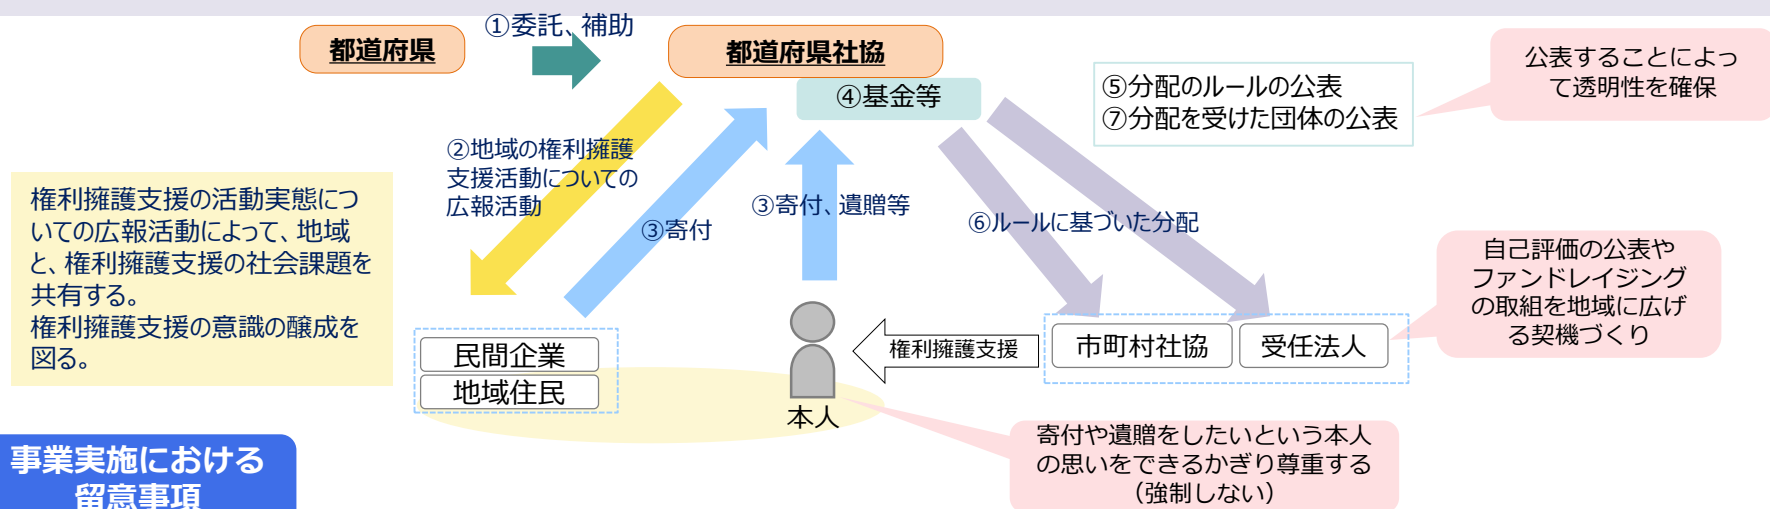 ①委託、補助
都道府県
都道府県社協
④基金等
⑤分配のルールの公表
⑦分配を受けた団体の公表
公表することによっ
て透明性を確保
②地域の権利擁護
支援活動についての
広報活動
③寄付
③寄付、遺贈等
⑥ルールに基づいた分配
権利擁護支援の活動実態につ
いての広報活動によって、地域
と、権利擁護支援の社会課題を
共有する。
権利擁護支援の意識の醸成を
図る。
自己評価の公表や
ファンドレイジング
の取組を地域に広げ
る契機づくり
民間企業
地域住民
本人
権利擁護支援
市町村社協
受任法人
寄付や遺贈をしたいという本人
の思いをできるかぎり尊重する
（強制しない）
事業実施における
留意事項